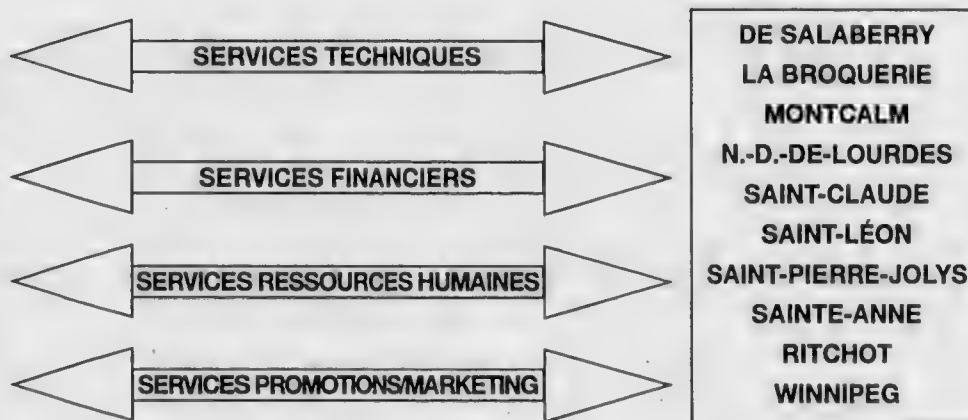 SERVICES TECHNIQUES
SERVICES FINANCIERS
SERVICES RESSOURCES HUMAINES
SERVICES PROMOTIONS/MARKETING
DE SALABERRY
LA BROQUERIE
MONTCALM
N.-D.-DE-LOURDES
SAINT-CLAUDE
SAINT-LÉON
SAINT-PIERRE-JOLYS
SAINTE-ANNE
RITCHOT
WINNIPEG